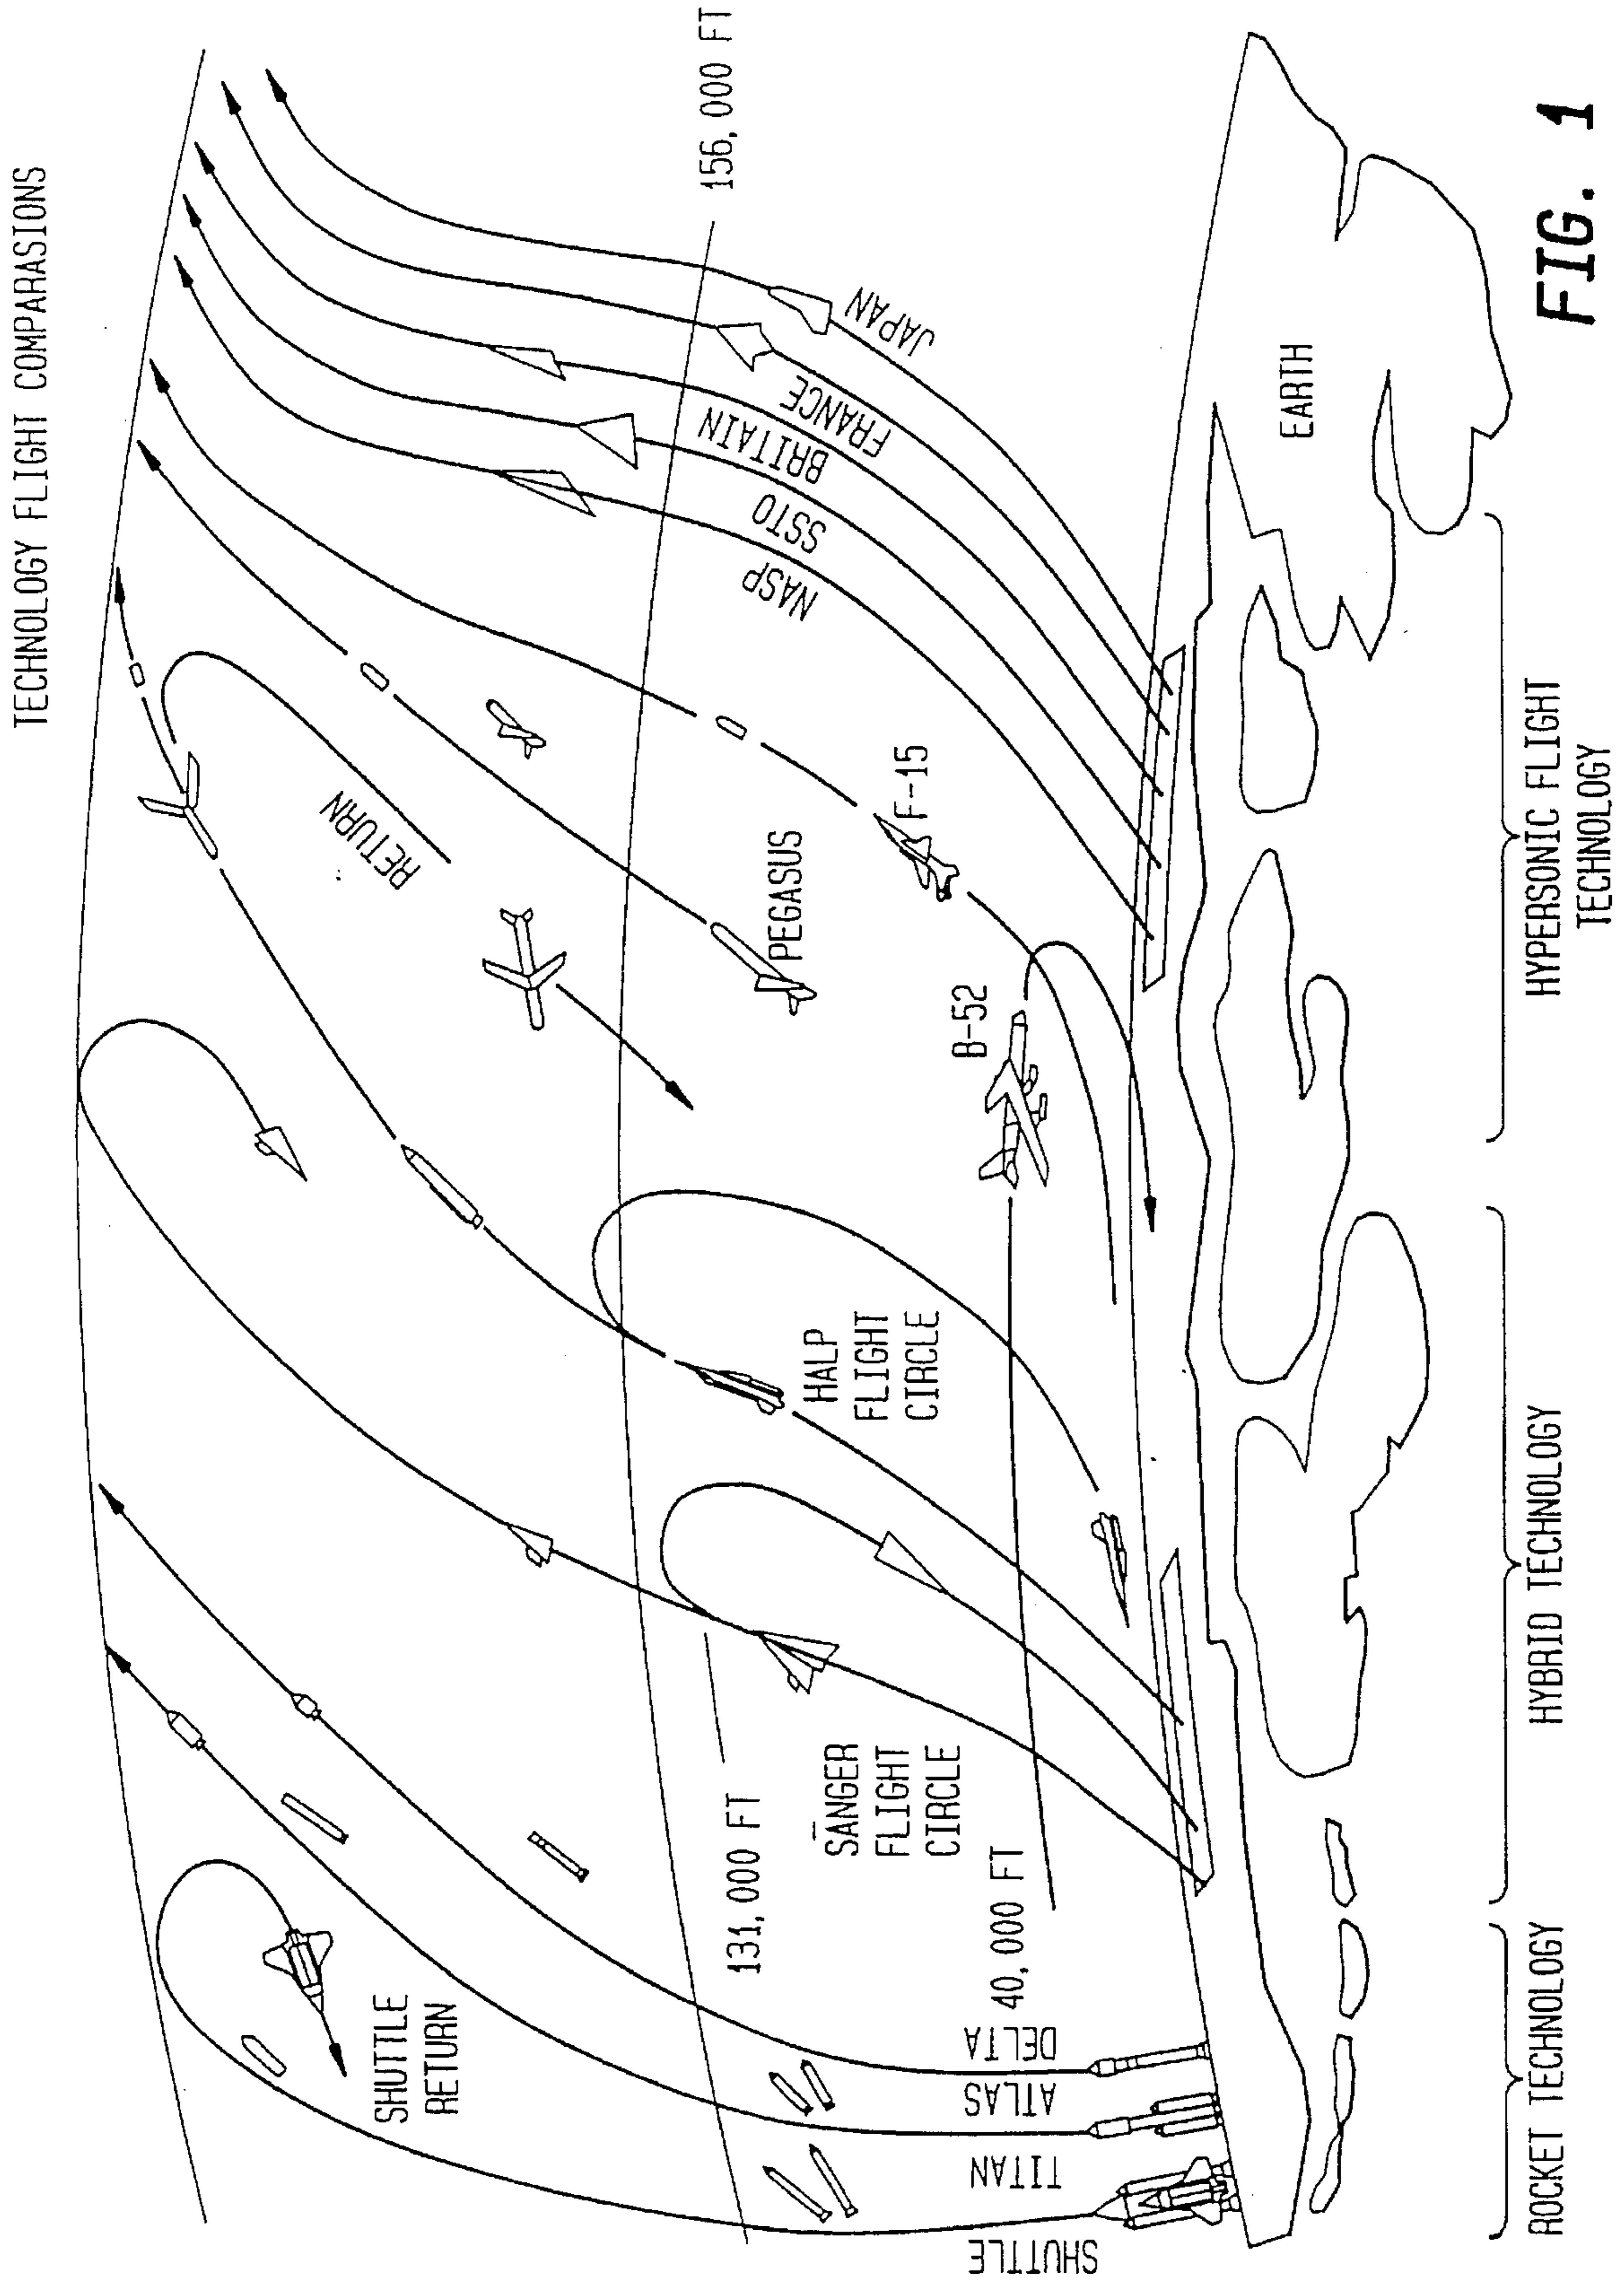 TECHNOLOGY FLIGHT COMPARASIONS
SHUTTLE
RETURN
RETURN
156,000 FT
131,000 FT
40,000 FT
SHUTTLE
TITAN
ATLAS
DELTA
SÄNGER
FLIGHT
CIRCLE
HALP
FLIGHT
CIRCLE
B-52
PEGASUS
F-15
NASP
SSTO
BRITTAIN
FRANCE
JAPAN
EARTH
ROCKET TECHNOLOGY
HYBRID TECHNOLOGY
HYPERSONIC FLIGHT
TECHNOLOGY
FIG. 1